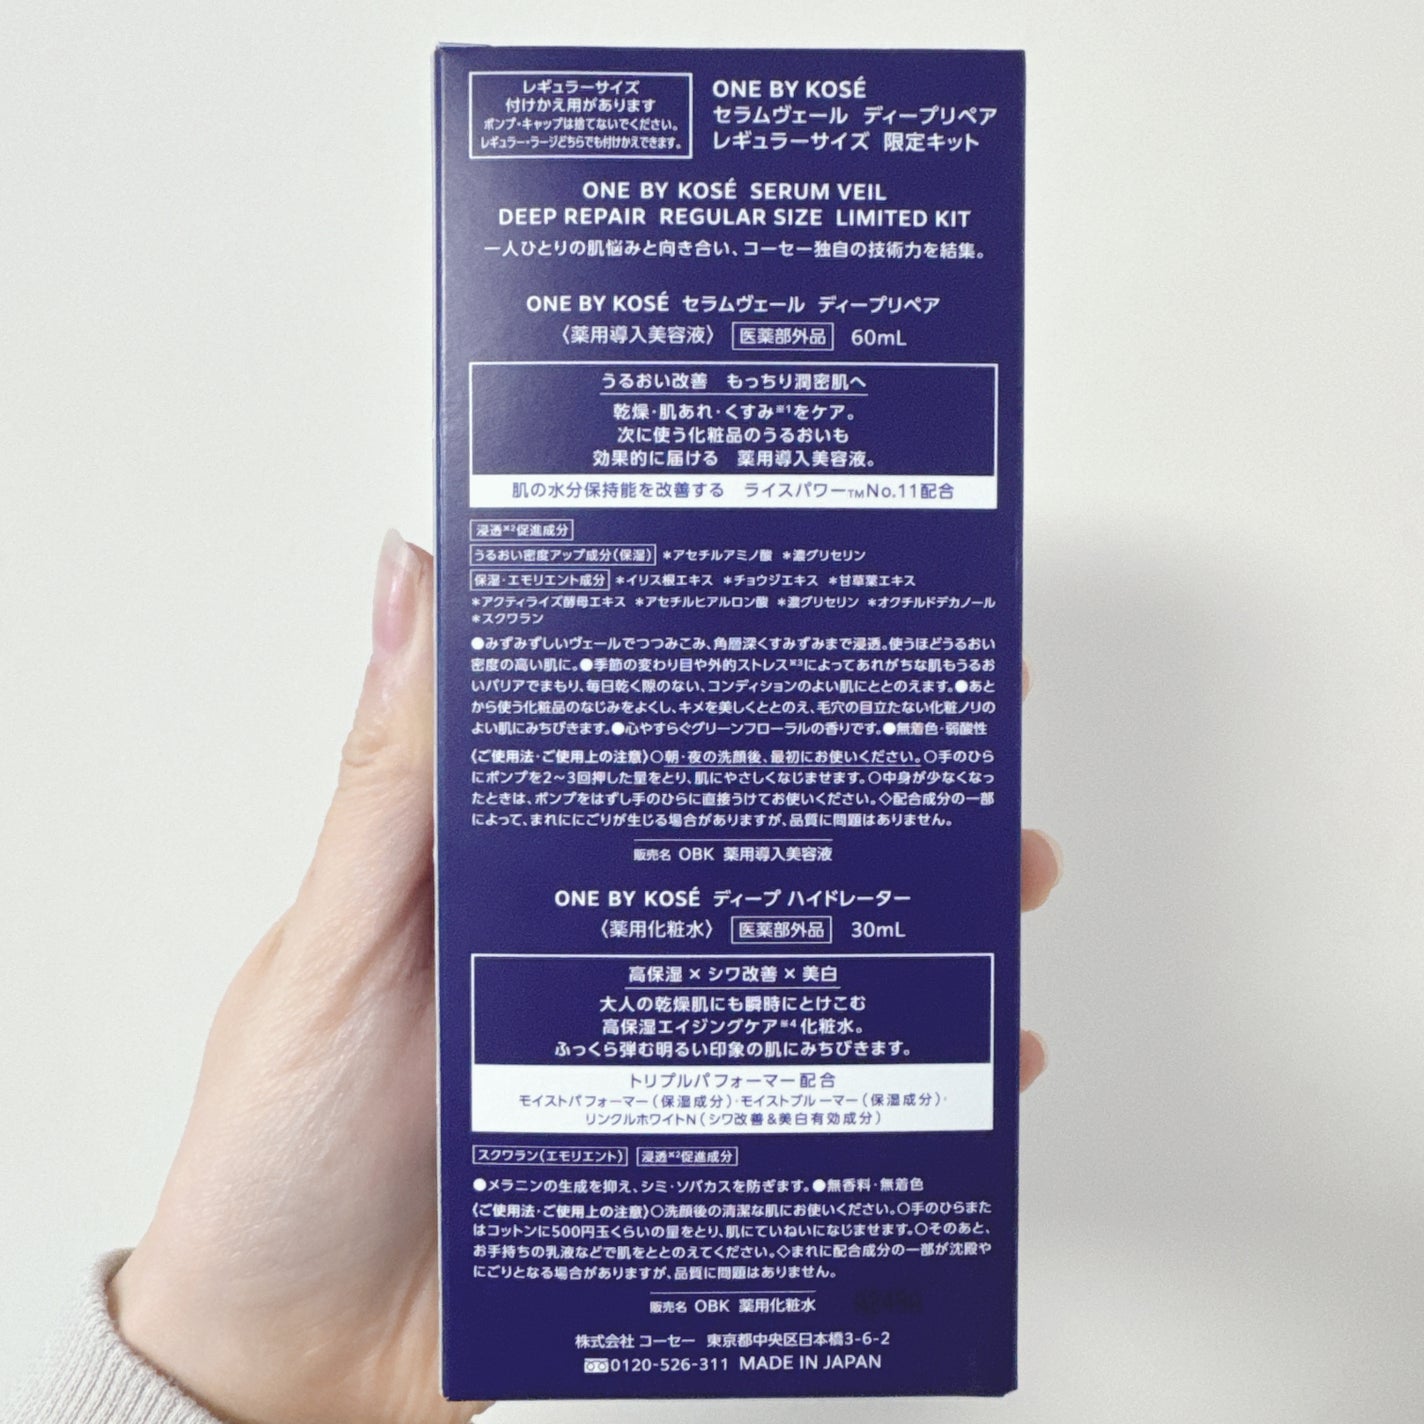 レギュラーサイズ
付けかえ用があります
ポンプ・キャップは捨てないでください。
レギュラー・ラージどちらでも付けかえできます。
ONE BY KOSÉ
セラムヴェール ディープリペア
レギュラーサイズ 限定キット
ONE BY KOSÉ SERUM VEIL
DEEP REPAIR REGULAR SIZE LIMITED KIT
一人ひとりの肌悩みと向き合い、コーセー独自の技術力を結集。
ONE BY KOSÉ セラムヴェール ディープリペア
〈薬用導入美容液〉 医薬部外品 60mL
うるおい改善 もっちり潤密肌へ
乾燥・肌あれ・くすみ※1をケア。
次に使う化粧品のうるおいも
効果的に届ける 薬用導入美容液。
肌の水分保持能を改善する ライスパワー™No.11配合
浸透※2促進成分
うるおい密度アップ成分(保湿) *アセチルアミノ酸 *濃グリセリン
保湿・エモリエント成分 *イリス根エキス *チョウジエキス *甘草葉エキス
*アクティライズ酵母エキス *アセチルヒアルロン酸 *濃グリセリン *オクチルドデカノール
*スクワラン
●みずみずしいヴェールでつつみこみ、角層深くすみずみまで浸透。使うほどうるおい
密度の高い肌に。●季節の変わり目や外的ストレス※3によってあれがちな肌もうるお
いバリアでまもり、毎日乾く隙のない、コンディションのよい肌にととのえます。●あと
から使う化粧品のなじみをよくし、キメを美しくととのえ、毛穴の目立たない化粧ノリの
よい肌にみちびきます。●心やすらぐグリーンフローラルの香りです。●無着色・弱酸性
〈ご使用法・ご使用上の注意〉○朝・夜の洗顔後、最初にお使いください。○手のひら
にポンプを2～3回押した量をとり、肌にやさしくなじませます。○中身が少なくなっ
たときは、ポンプをはずし手のひらに直接うけてお使いください。◇配合成分の一部
によって、まれににごりが生じる場合がありますが、品質に問題はありません。
販売名 OBK 薬用導入美容液
ONE BY KOSÉ ディープ ハイドレーター
〈薬用化粧水〉 医薬部外品 30mL
高保湿×シワ改善×美白
大人の乾燥肌にも瞬時にとけこむ
高保湿エイジングケア※4化粧水。
ふっくら弾む明るい印象の肌にみちびきます。
トリプルパフォーマー配合
モイストパフォーマー(保湿成分)・モイストプルーマー(保湿成分)・
リンクルホワイトN(シワ改善&美白有効成分)
スクワラン(エモリエント) 浸透※2促進成分
●メラニンの生成を抑え、シミ・ソバカスを防ぎます。●無香料・無着色
〈ご使用法・ご使用上の注意〉○洗顔後の清潔な肌にお使いください。○手のひらまた
はコットンに500円玉くらいの量をとり、肌にていねいになじませます。○そのあと、
お手持ちの乳液などで肌をととのえてください。◇まれに配合成分の一部が沈殿や
にごりとなる場合がありますが、品質に問題はありません。
販売名 OBK 薬用化粧水
株式会社 コーセー 東京都中央区日本橋3-6-2
0120-526-311 MADE IN JAPAN